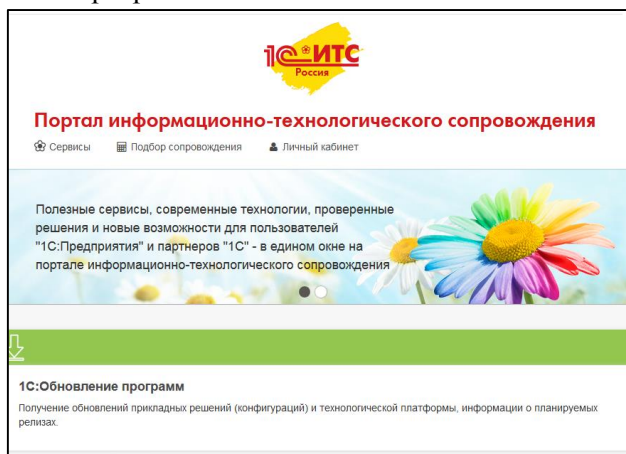 1С ИТС
Россия
Портал информационно-технологического сопровождения
Сервисы Подбор сопровождения Личный кабинет
Полезные сервисы, современные технологии, проверенные
решения и новые возможности для пользователей
"1С:Предприятия" и партнеров "1С" - в едином окне на
портале информационно-технологического сопровождения
1С:Обновление программ
Получение обновлений прикладных решений (конфигураций) и технологической платформы, информации о планируемых
релизах.